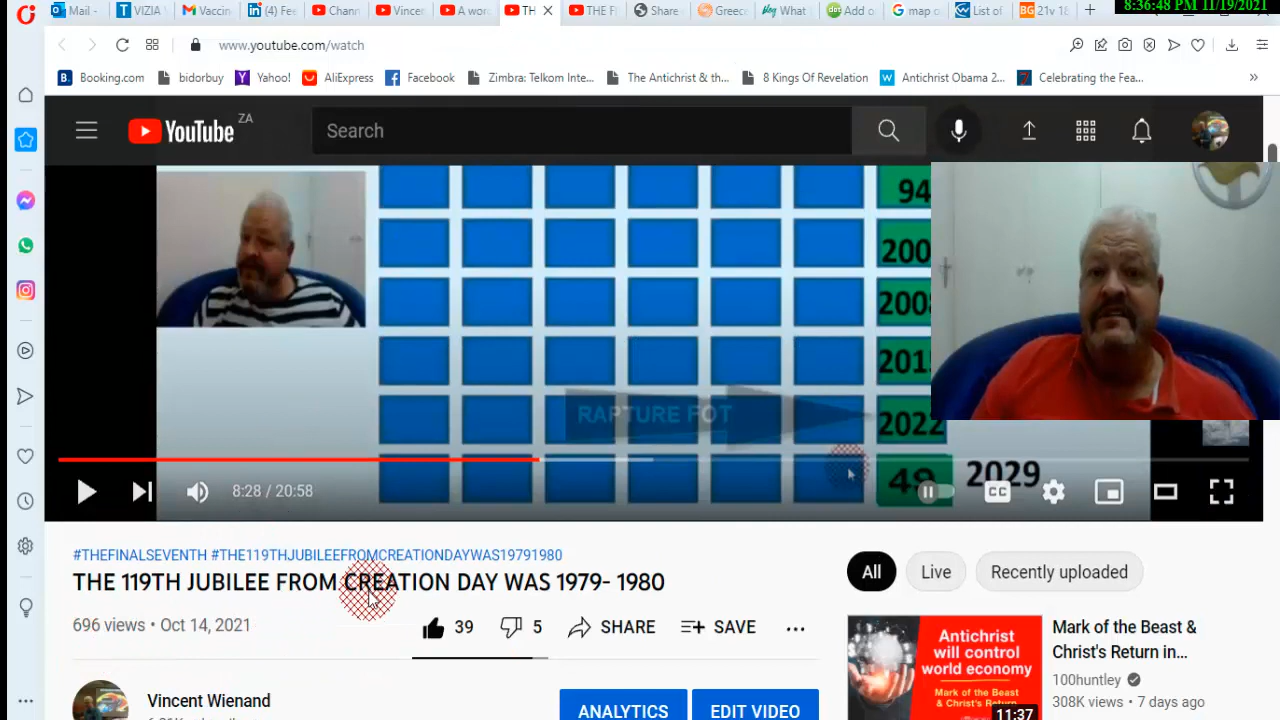 8:36:48 PM 11/19/2021
Mail -
VIZIA
Vaccin
(4) Fe
Chann
Vincer
A wor
TH
THE F
Share
Greec
What
Add o
map o
List of
21v 18
www.youtube.com/watch
Booking.com
bidorbuy
Yahoo!
AliExpress
Facebook
Zimbra: Telkom Inte...
The Antichrist & th...
8 Kings Of Revelation
Antichrist Obama 2...
Celebrating the Fea...
YouTube ZA
Search
94
200
2008
201
RAPTURE FOT
2022
49 2029
8:28 / 20:58
CC
#THEFINALSEVENTH #THE119THJUBILEEFROMCREATIONDAYWAS19791980
THE 119TH JUBILEE FROM CREATION DAY WAS 1979- 1980
696 views • Oct 14, 2021
39
5
SHARE
SAVE
Vincent Wienand
ANALYTICS
EDIT VIDEO
All
Live
Recently uploaded
Antichrist
will control
world economy
Mark of the Beast &
Christ's Return
11:37
Mark of the Beast &
Christ's Return in...
100huntley
308K views • 7 days ago